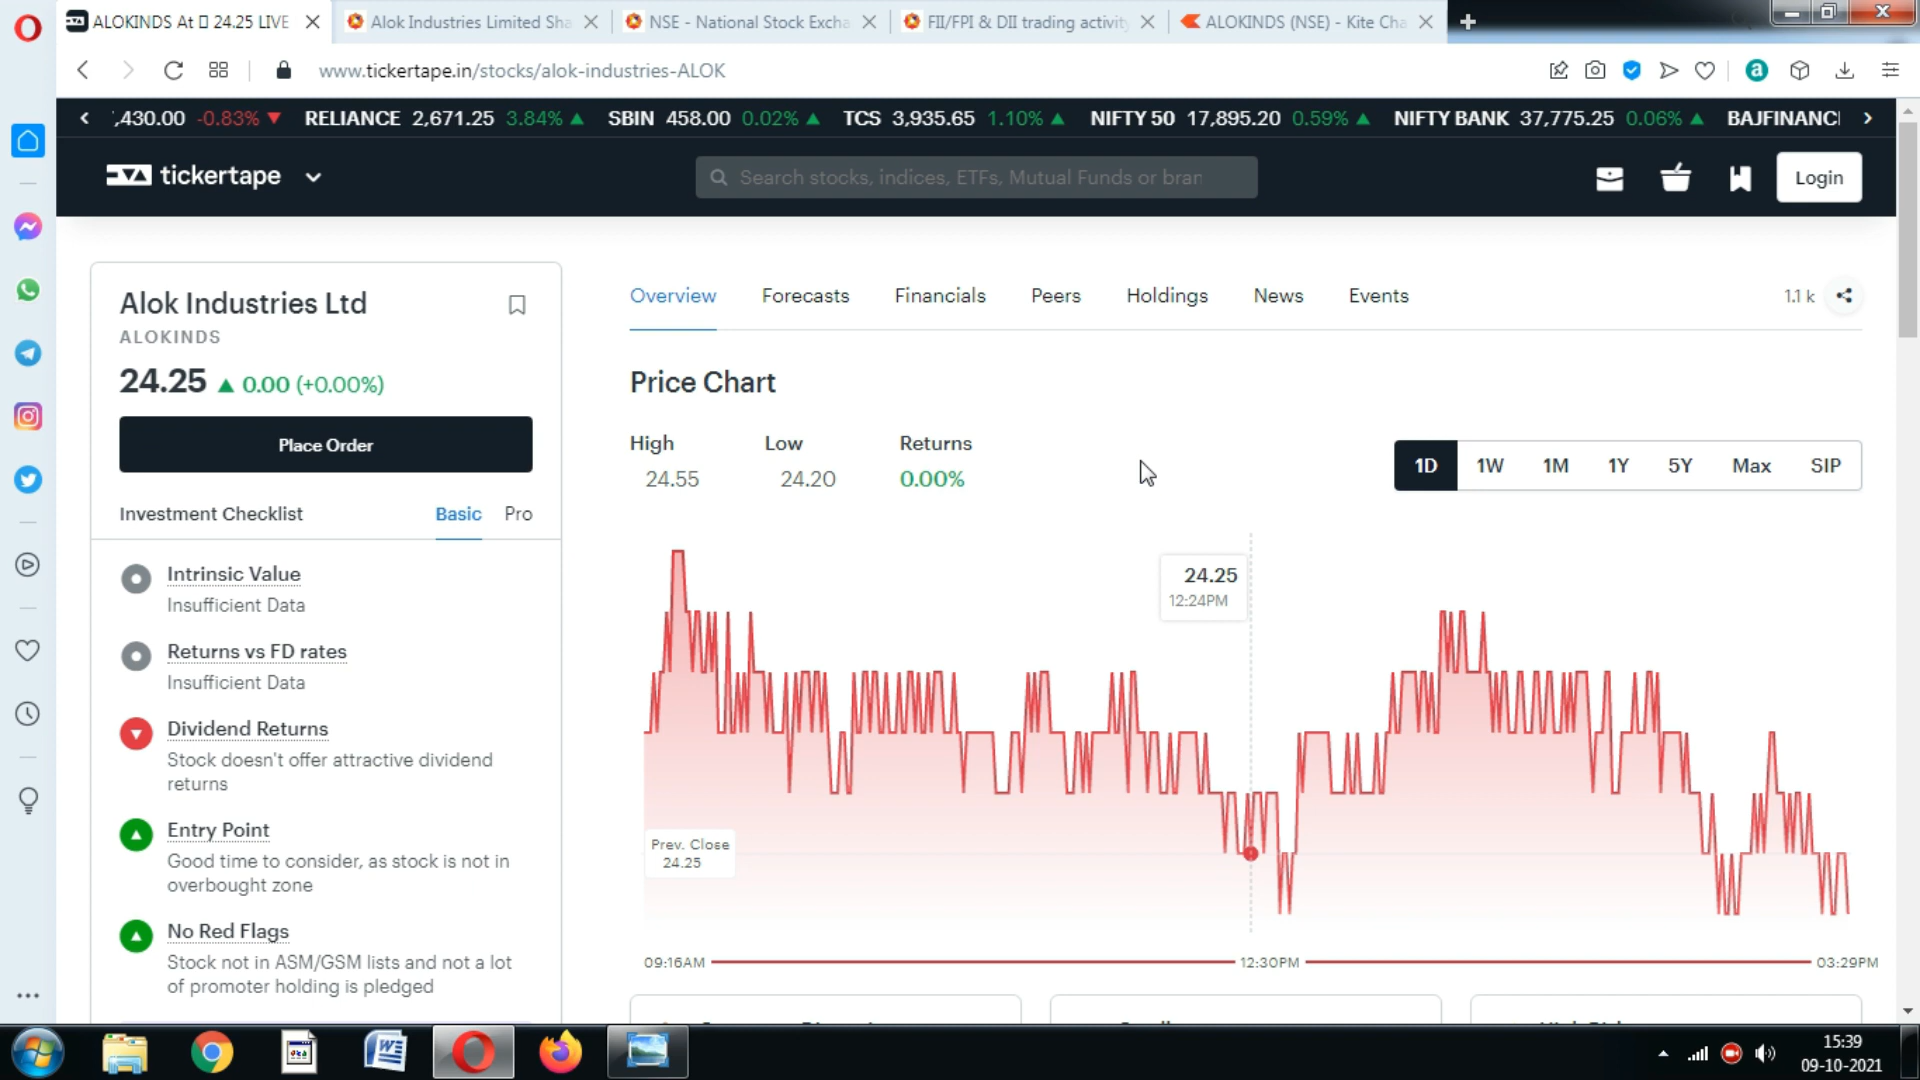 ALOKINDS At 24.25 LIVE
Alok Industries Limited Sha
NSE - National Stock Excha
FII/FPI & DII trading activity
ALOKINDS (NSE) - Kite Cha
www.tickertape.in/stocks/alok-industries-ALOK
,430.00 -0.83% RELIANCE 2,671.25 3.84% SBIN 458.00 0.02% TCS 3,935.65 1.10% NIFTY 50 17,895.20 0.59% NIFTY BANK 37,775.25 0.06% BAJFINANC
tickertape
Search stocks, indices, ETFs, Mutual Funds or bran
Login
Alok Industries Ltd
ALOKINDS
24.25 0.00 (+0.00%)
Place Order
Investment Checklist
Basic Pro
Intrinsic Value
Insufficient Data
Returns vs FD rates
Insufficient Data
Dividend Returns
Stock doesn't offer attractive dividend
returns
Entry Point
Good time to consider, as stock is not in
overbought zone
No Red Flags
Stock not in ASM/GSM lists and not a lot
of promoter holding is pledged
Overview Forecasts Financials Peers Holdings News Events
1.1 k
Price Chart
High Low Returns
24.55 24.20 0.00%
1D 1W 1M 1Y 5Y Max SIP
24.25
12:24PM
Prev. Close
24.25
09:16AM 12:30PM 03:29PM
15:39
09-10-2021